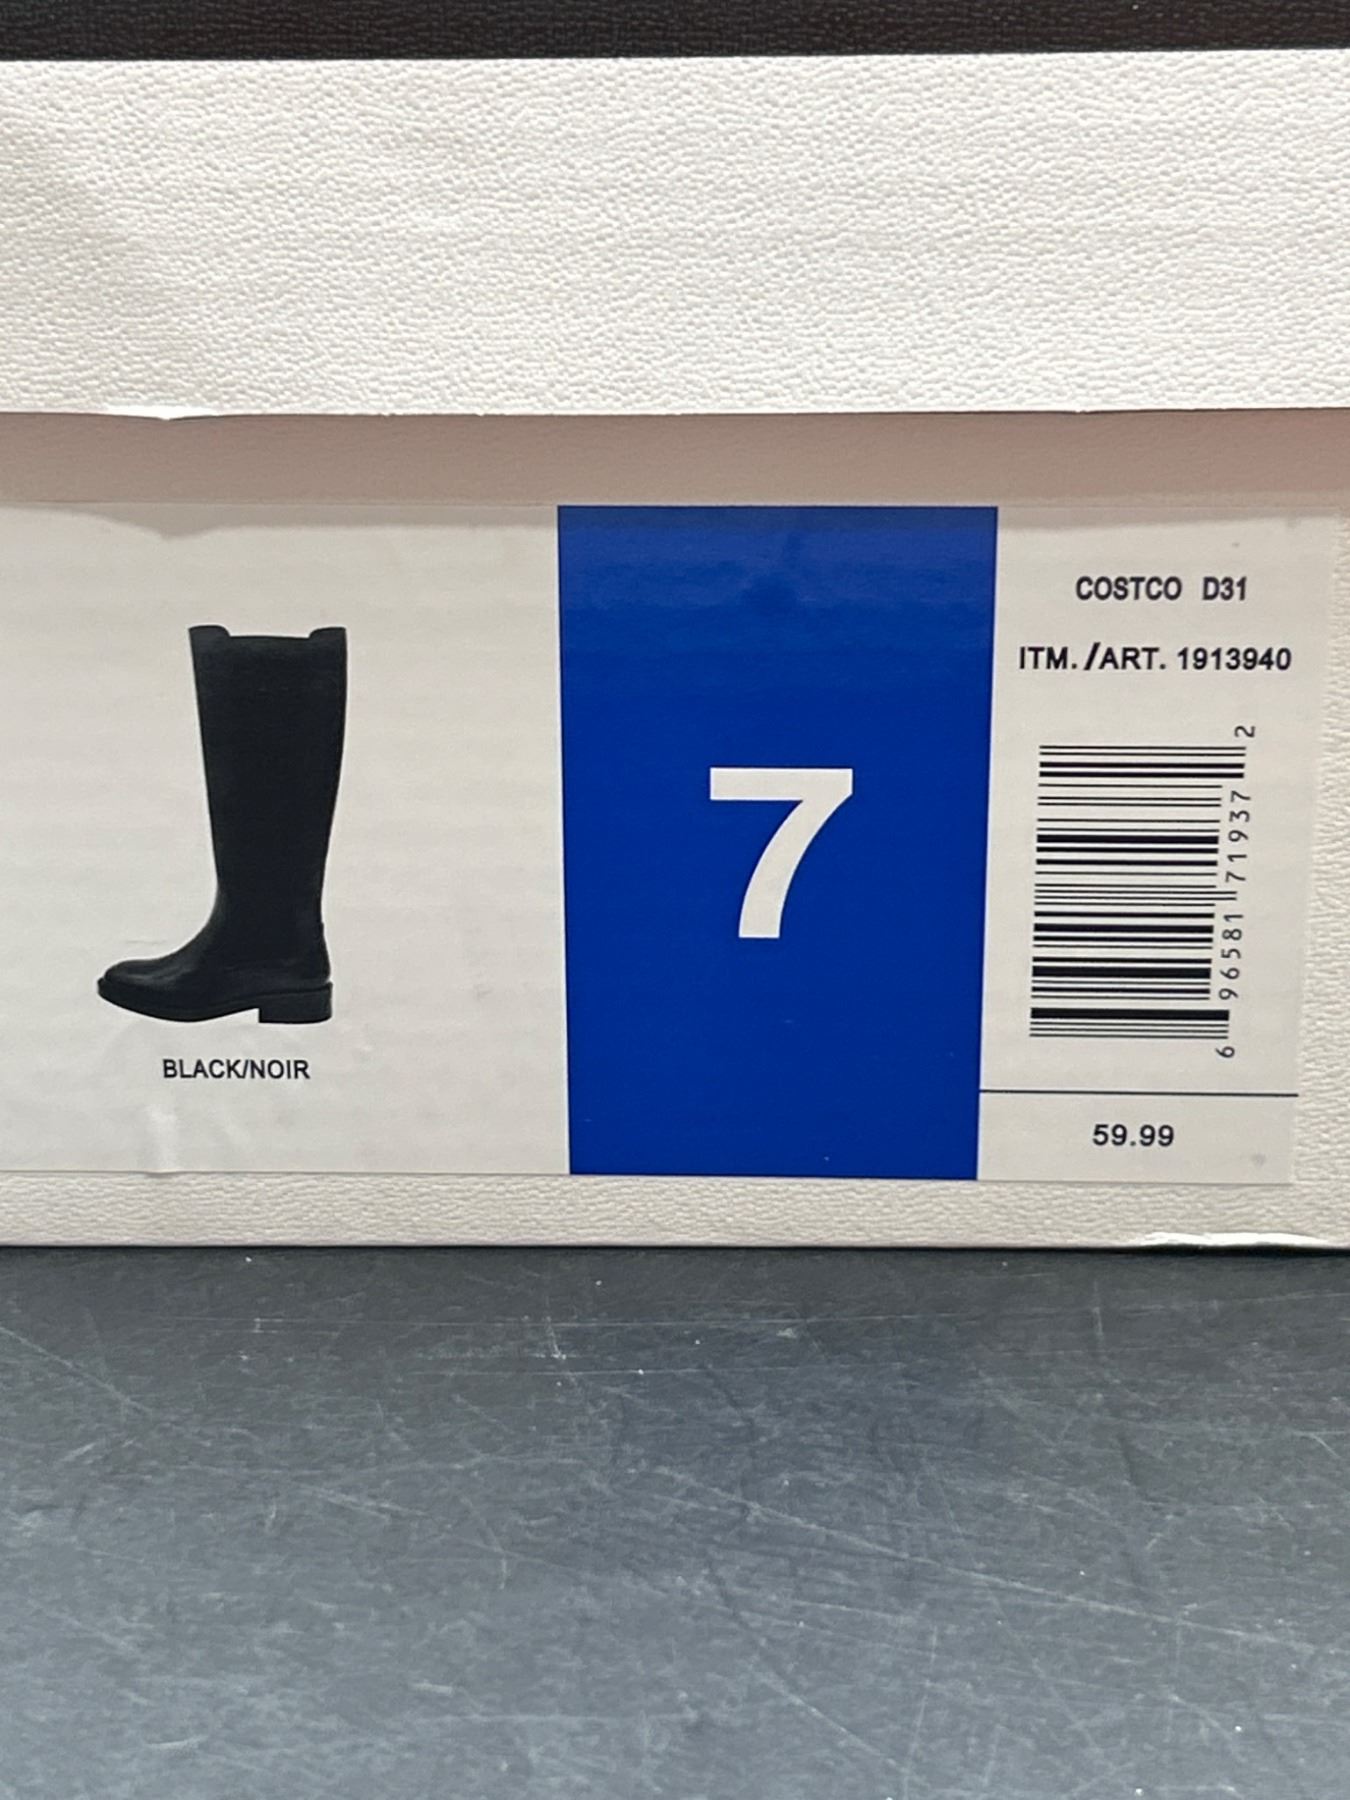 BLACK/NOIR
7
COSTCO D31
ITM./ART. 1913940
6 96581 71937 2
59.99